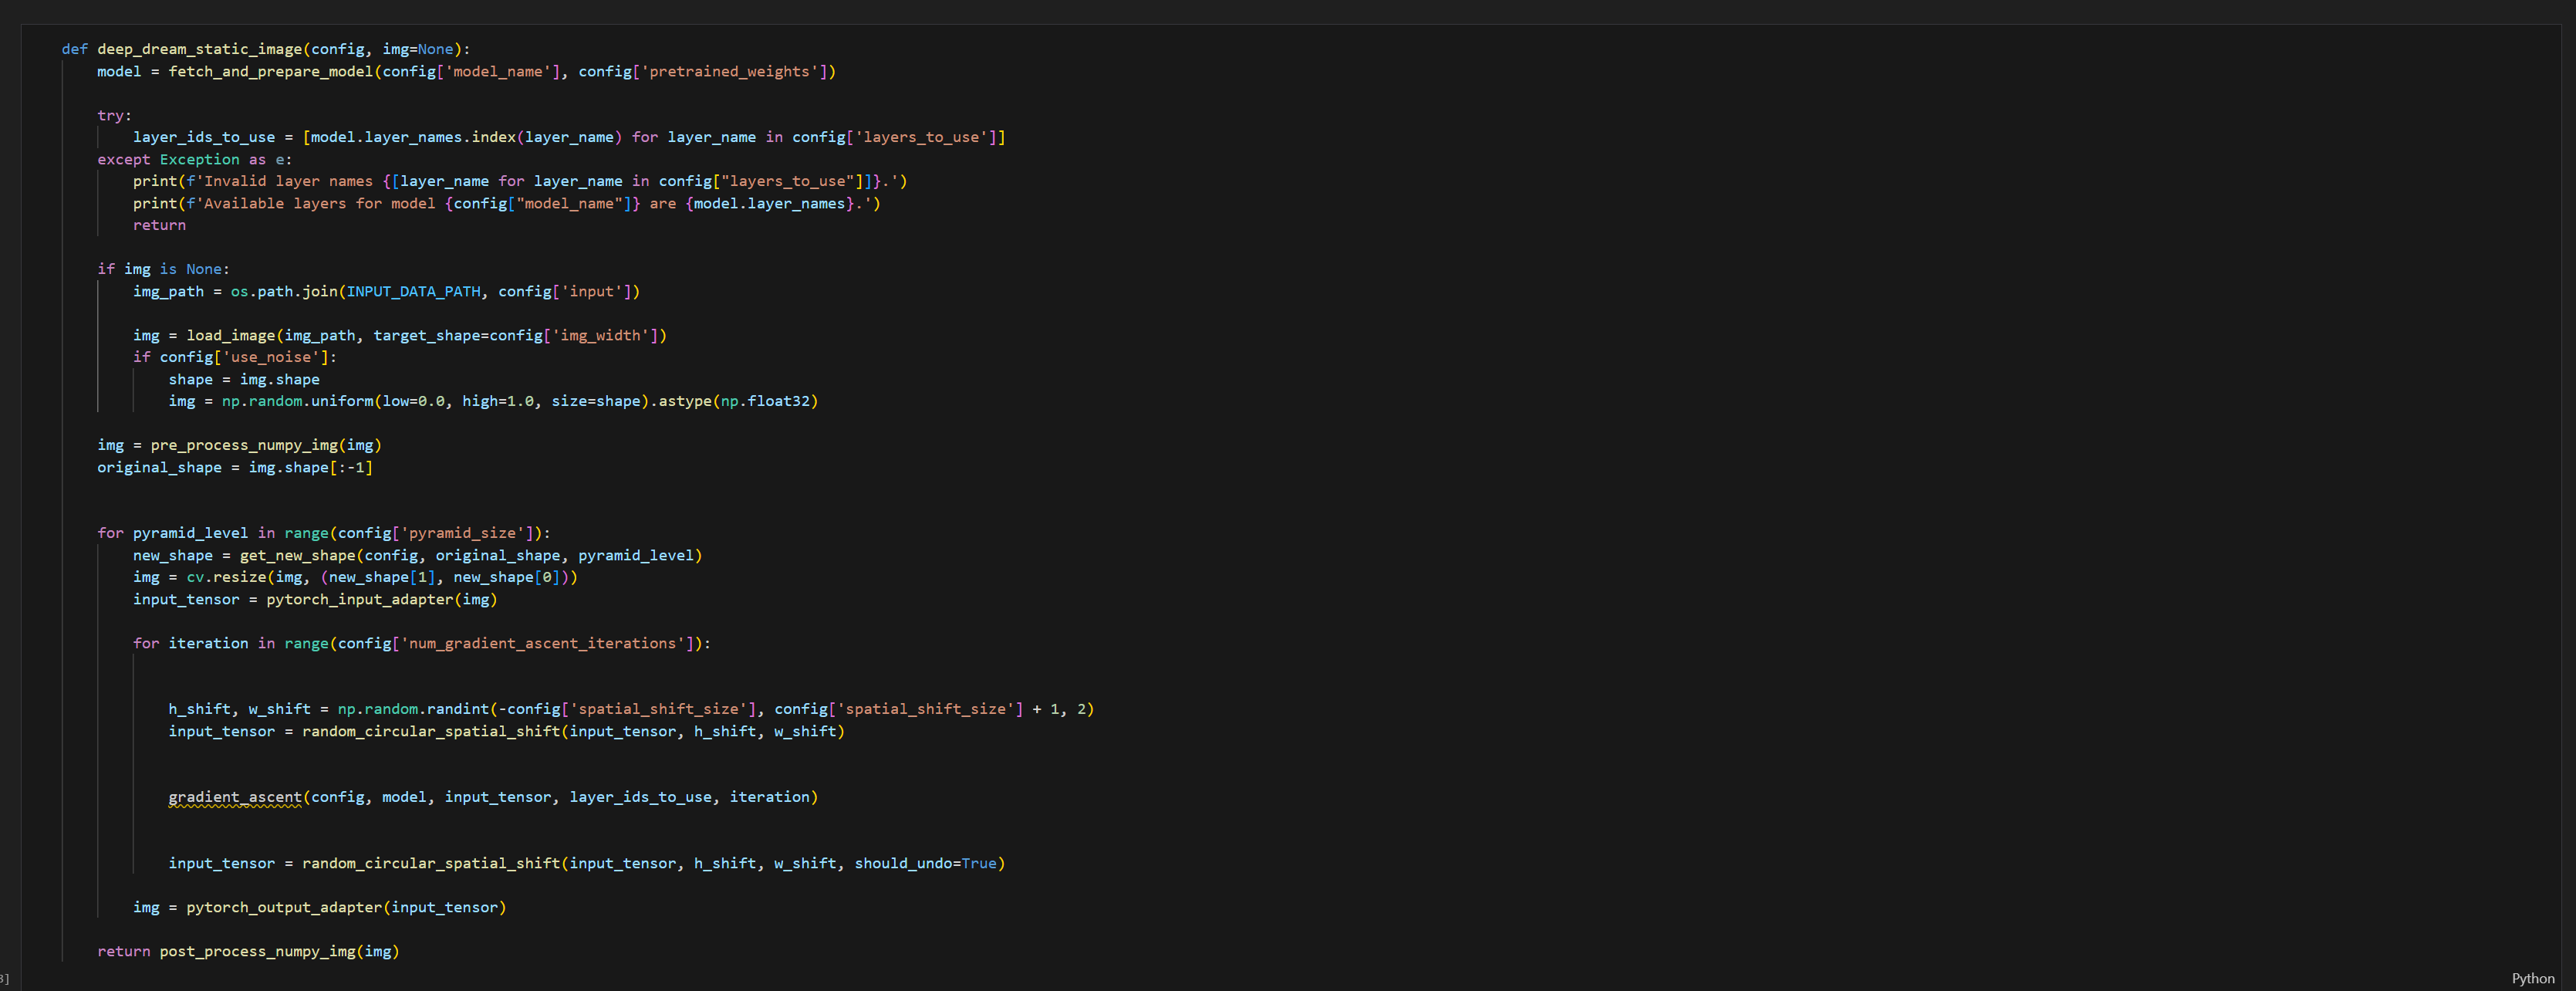 def deep_dream_static_image(config, img=None):
    model = fetch_and_prepare_model(config['model_name'], config['pretrained_weights'])
    try:
        layer_ids_to_use = [model.layer_names.index(layer_name) for layer_name in config['layers_to_use']]
    except Exception as e:
        print(f'Invalid layer names {[layer_name for layer_name in config["layers_to_use"]]}.')
        print(f'Available layers for model {config["model_name"]} are {model.layer_names}.')
        return
    if img is None:
        img_path = os.path.join(INPUT_DATA_PATH, config['input'])
        img = load_image(img_path, target_shape=config['img_width'])
        if config['use_noise']:
            shape = img.shape
            img = np.random.uniform(low=0.0, high=1.0, size=shape).astype(np.float32)
    img = pre_process_numpy_img(img)
    original_shape = img.shape[:-1]
    for pyramid_level in range(config['pyramid_size']):
        new_shape = get_new_shape(config, original_shape, pyramid_level)
        img = cv.resize(img, (new_shape[1], new_shape[0]))
        input_tensor = pytorch_input_adapter(img)
        for iteration in range(config['num_gradient_ascent_iterations']):
            h_shift, w_shift = np.random.randint(-config['spatial_shift_size'], config['spatial_shift_size'] + 1, 2)
            input_tensor = random_circular_spatial_shift(input_tensor, h_shift, w_shift)
            gradient_ascent(config, model, input_tensor, layer_ids_to_use, iteration)
            input_tensor = random_circular_spatial_shift(input_tensor, h_shift, w_shift, should_undo=True)
        img = pytorch_output_adapter(input_tensor)
    return post_process_numpy_img(img)
Python